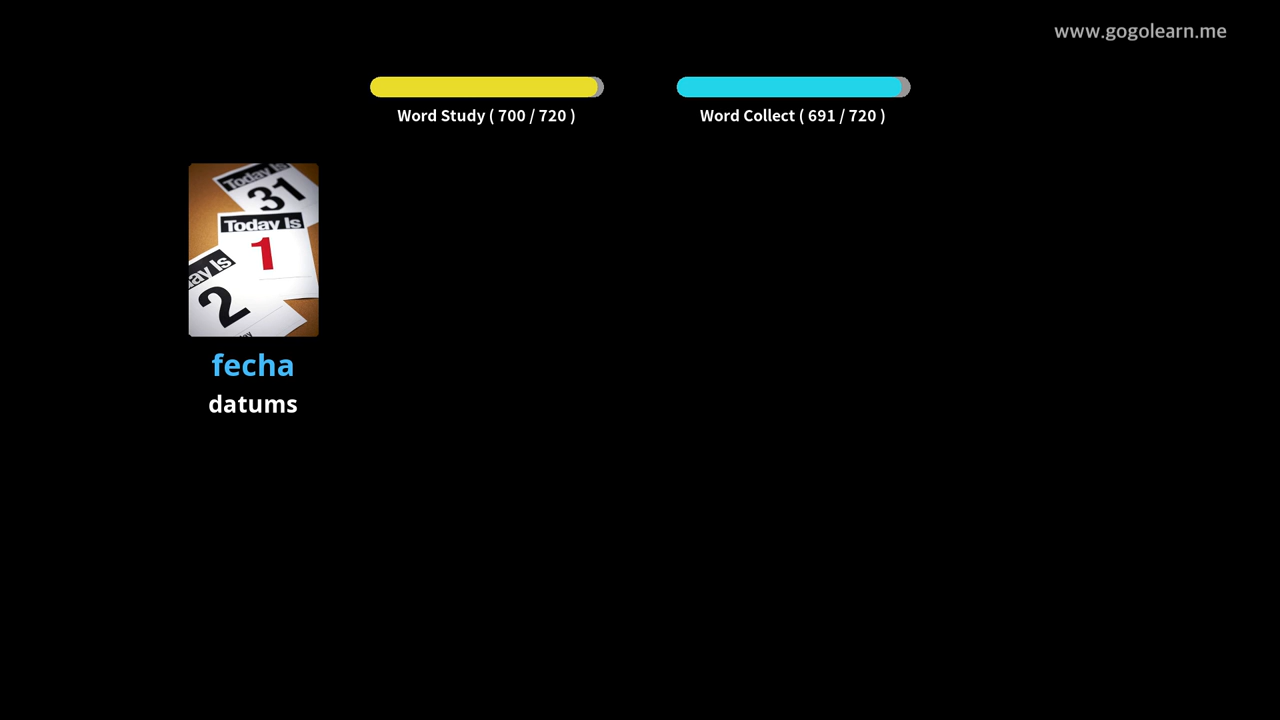 www.gogolearn.me
Word Study ( 700 / 720 )
Word Collect ( 691 / 720 )
Today Is
31
Today Is
1
ay Is
2
fecha
datums